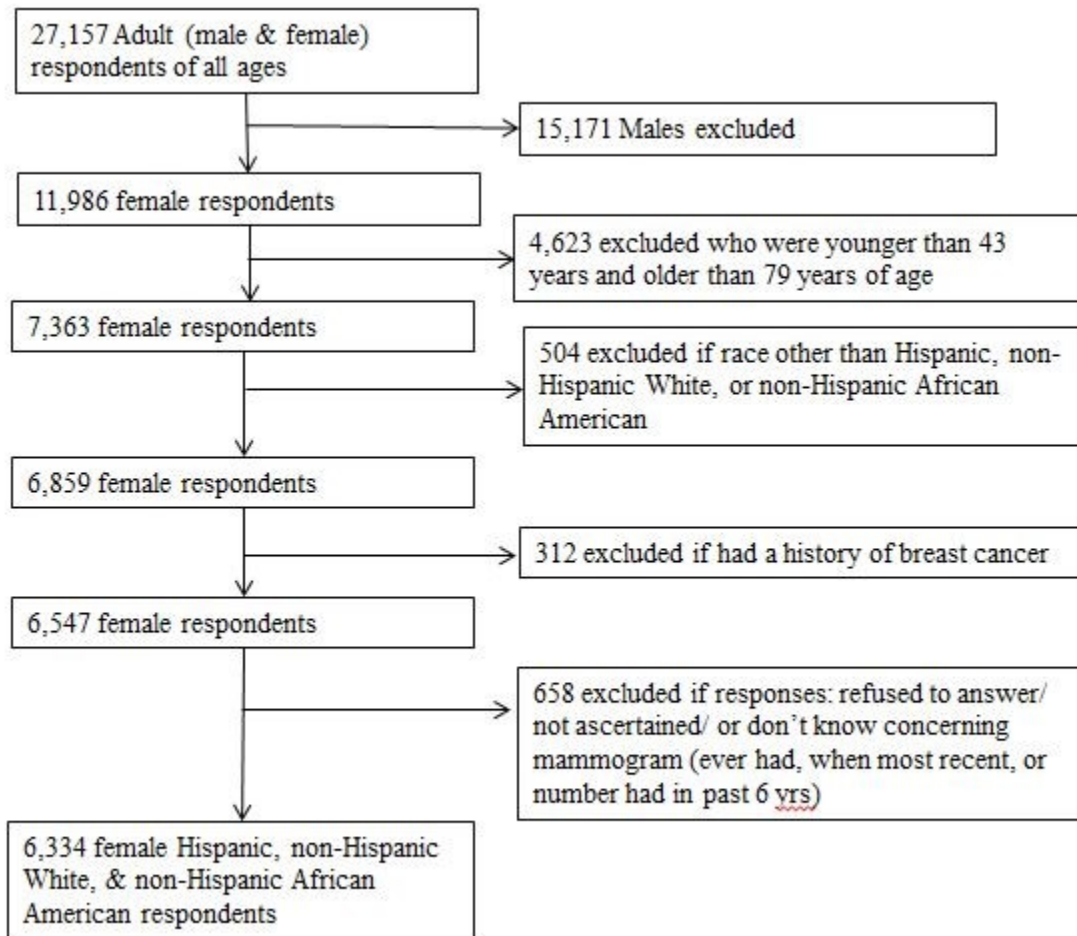 27,157 Adult (male & female)
respondents of all ages
15,171 Males excluded
11,986 female respondents
4,623 excluded who were younger than 43
years and older than 79 years of age
7,363 female respondents
504 excluded if race other than Hispanic, non-
Hispanic White, or non-Hispanic African
American
6,859 female respondents
312 excluded if had a history of breast cancer
6,547 female respondents
658 excluded if responses: refused to answer/
not ascertained/ or don’t know concerning
mammogram (ever had, when most recent, or
number had in past 6 yrs)
6,334 female Hispanic, non-Hispanic
White, & non-Hispanic African
American respondents